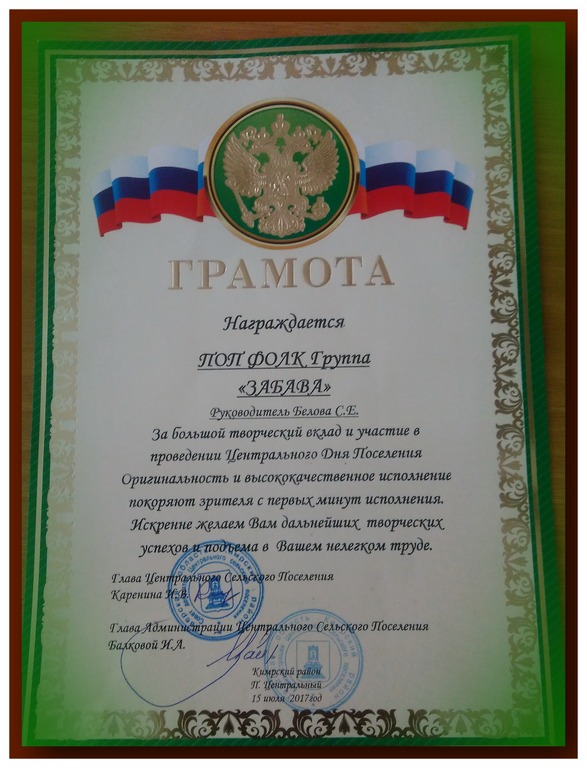 ГРАМОТА
Награждается
ПОП ФОЛК Группа
«ЗАБАВА»
Руководитель Белова С.Е.
За большой творческий вклад и участие в
проведении Центрального Дня Поселения
Оригинальность и высококачественное исполнение
покоряют зрителя с первых минут исполнения.
Искренне желаем Вам дальнейших творческих
успехов и подъема в Вашем нелегком труде.
Глава Центрального Сельского Поселения
Каренина И.В.
Глава Администрации Центрального Сельского Поселения
Балковой И.А.
Кимрский район
П. Центральный
15 июля 2017год